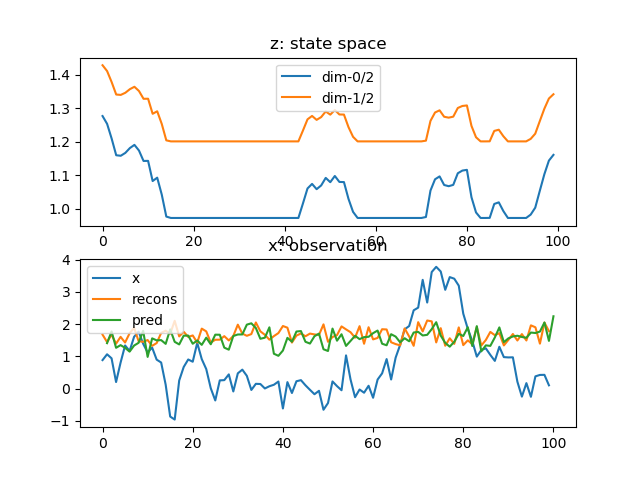 z: state space
1.4
1.3
1.2
1.1
1.0
dim-0/2
dim-1/2
0 20 40 60 80 100
x: observation
4
3
2
1
0
−1
x
recons
pred
0 20 40 60 80 100